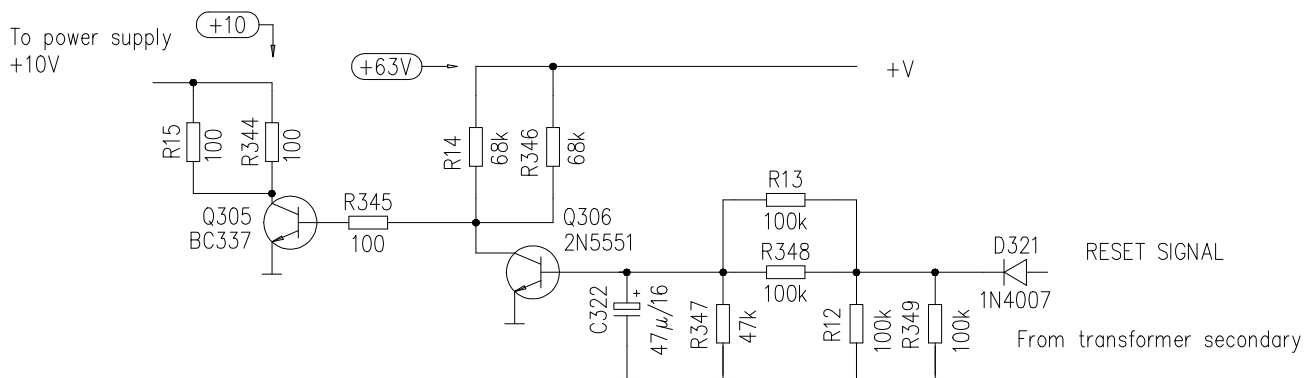 +10
To power supply
+10V
+63V
+V
R15
100
R344
100
R14
68k
R346
68k
Q305
BC337
R345
100
Q306
2N5551
R13
100k
R348
100k
D321
1N4007
RESET SIGNAL
C322
+
47μ/16
R347
47k
R12
100k
R349
100k
From transformer secondary